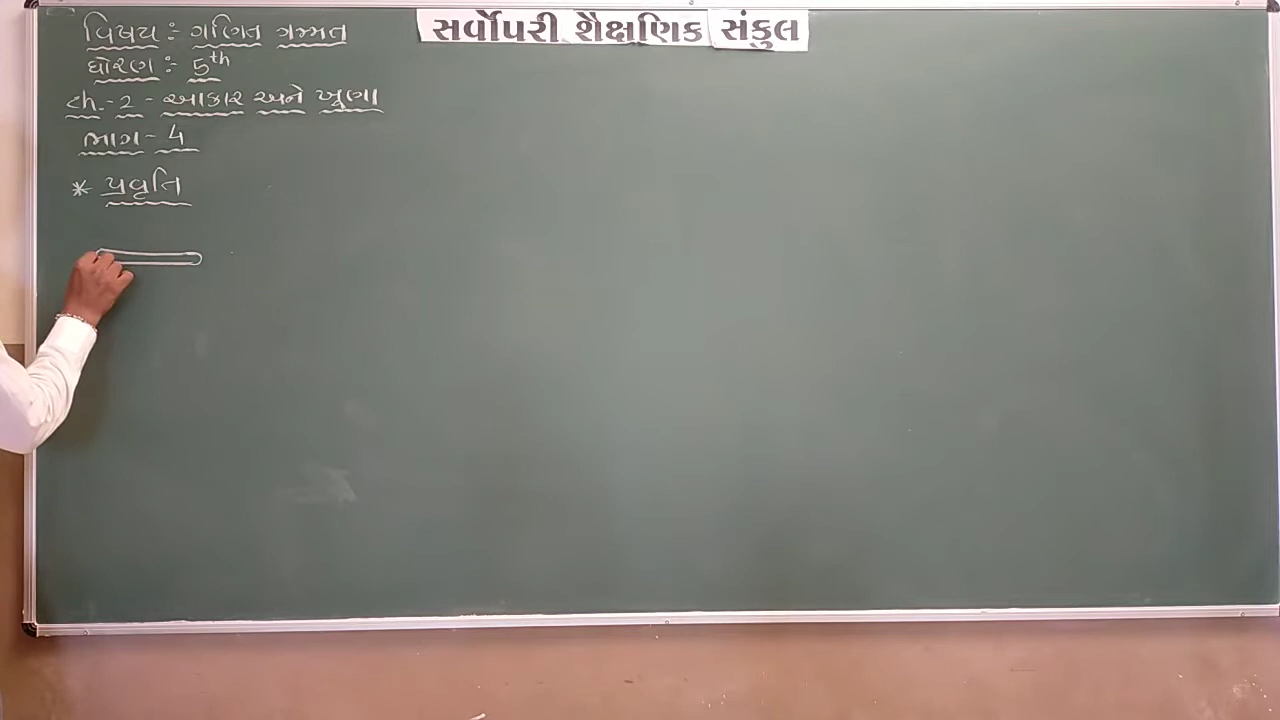 સર્વોપરી શૈક્ષણિક સંકુલ
વિષય : ગણિત ગમ્મત
ધોરણ : 5th
ch. - 2 - આકાર અને ખૂણા
ભાગ - 4
* પ્રવૃતિ